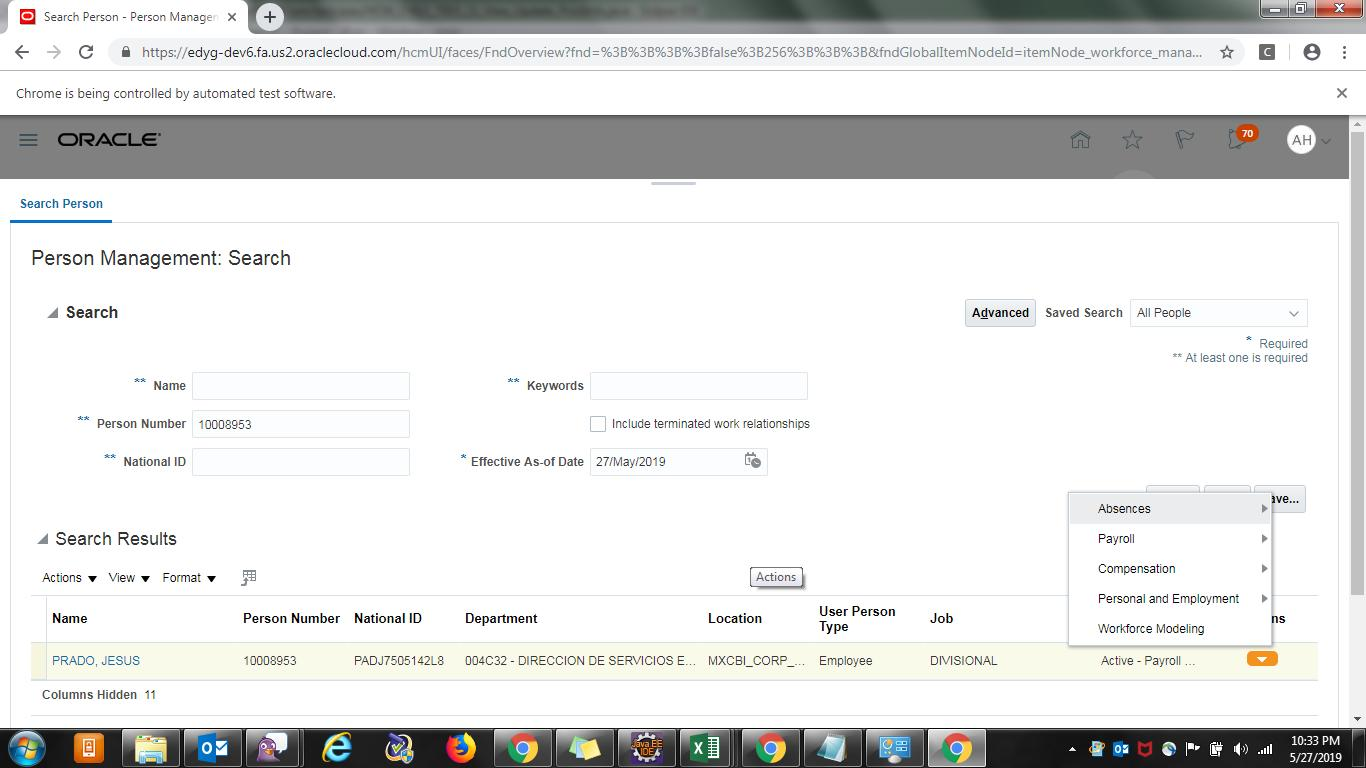 Search Person - Person Managen
https://edyg-dev6.fa.us2.oraclecloud.com/hcmUI/faces/FndOverview?fnd=%3B%3B%3B%3Bfalse%3B256%3B%3B%3B&fndGlobalItemNodeId=itemNode_workforce_mana...
Chrome is being controlled by automated test software.
ORACLE
70
AH
Search Person
Person Management: Search
Search
Advanced Saved Search All People
* Required
** At least one is required
** Name ** Keywords
** Person Number 10008953 Include terminated work relationships
** National ID * Effective As-of Date 27/May/2019
ave...
Absences
Payroll
Compensation
Personal and Employment
Workforce Modeling
Search Results
Actions View Format Actions
Name Person Number National ID Department Location User Person Type Job ns
PRADO, JESUS 10008953 PADJ7505142L8 004C32 - DIRECCION DE SERVICIOS E... MXCBI_CORP_... Employee DIVISIONAL Active - Payroll ...
Columns Hidden 11
Java EE
IDE
10:33 PM
5/27/2019